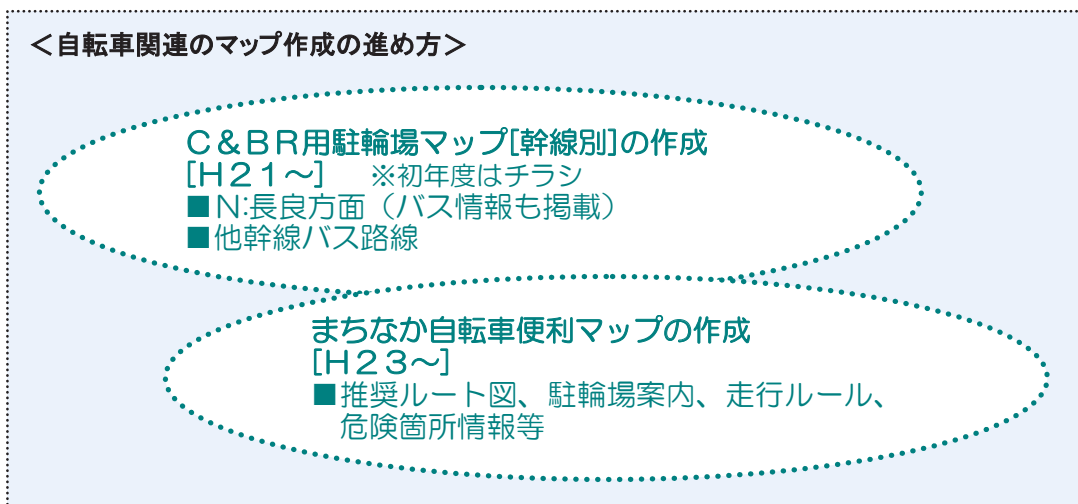 ＜自転車関連のマップ作成の進め方＞
Ｃ＆ＢＲ用駐輪場マップ[幹線別]の作成
[Ｈ２１～]　※初年度はチラシ
■Ｎ:長良方面（バス情報も掲載）
■他幹線バス路線
まちなか自転車便利マップの作成
[Ｈ２３～]
■推奨ルート図、駐輪場案内、走行ルール、
危険箇所情報等